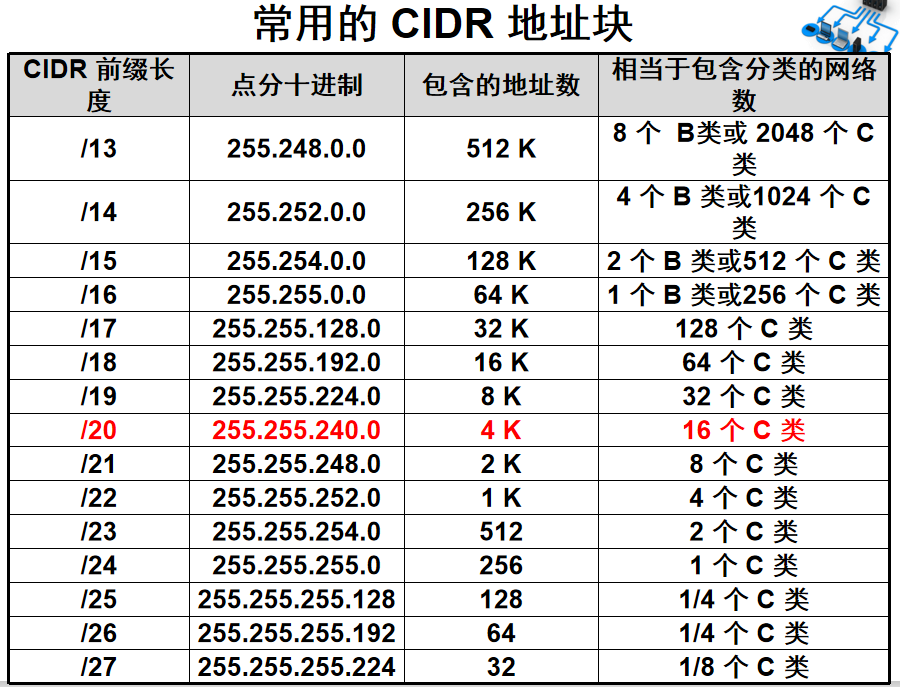 常用的 CIDR 地址块
CIDR 前缀长度 点分十进制 包含的地址数 相当于包含分类的网络数
/13 255.248.0.0 512 K 8 个 B类或 2048 个 C 类
/14 255.252.0.0 256 K 4 个 B 类或1024 个 C 类
/15 255.254.0.0 128 K 2 个 B 类或512 个 C 类
/16 255.255.0.0 64 K 1 个 B 类或256 个 C 类
/17 255.255.128.0 32 K 128 个 C 类
/18 255.255.192.0 16 K 64 个 C 类
/19 255.255.224.0 8 K 32 个 C 类
/20 255.255.240.0 4 K 16 个 C 类
/21 255.255.248.0 2 K 8 个 C 类
/22 255.255.252.0 1 K 4 个 C 类
/23 255.255.254.0 512 2 个 C 类
/24 255.255.255.0 256 1 个 C 类
/25 255.255.255.128 128 1/4 个 C 类
/26 255.255.255.192 64 1/4 个 C 类
/27 255.255.255.224 32 1/8 个 C 类